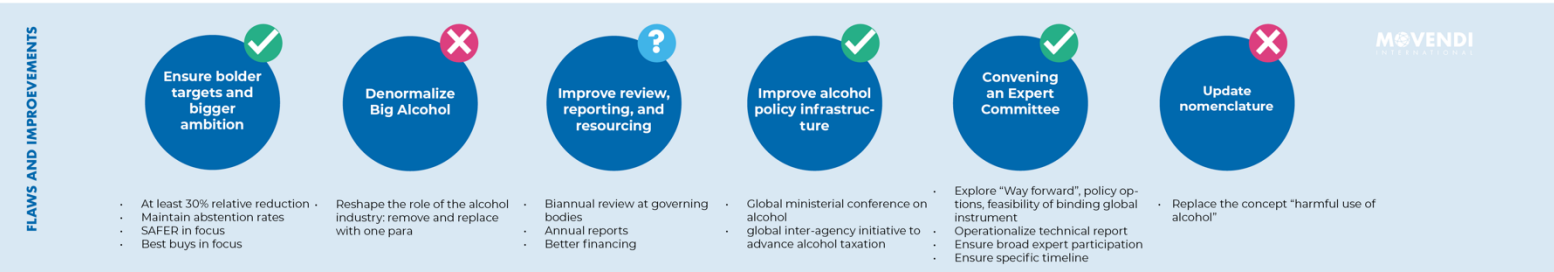 FLAWS AND IMPROEVEMENTS
Ensure bolder
targets and
bigger
ambition
• At least 30% relative reduction
• Maintain abstention rates
• SAFER in focus
• Best buys in focus
Denormalize
Big Alcohol
• Reshape the role of the alcohol
industry: remove and replace
with one para
?
Improve review,
reporting, and
resourcing
• Biannual review at governing
bodies
• Annual reports
• Better financing
Improve alcohol
policy infrastruc-
ture
• Global ministerial conference on
alcohol
• global inter-agency initiative to
advance alcohol taxation
Convening
an Expert
Committee
• Explore “Way forward”, policy op-
tions, feasibility of binding global
instrument
• Operationalize technical report
• Ensure broad expert participation
• Ensure specific timeline
Update
nomenclature
• Replace the concept “harmful use of
alcohol”
MOVENDI
INTERNATIONAL